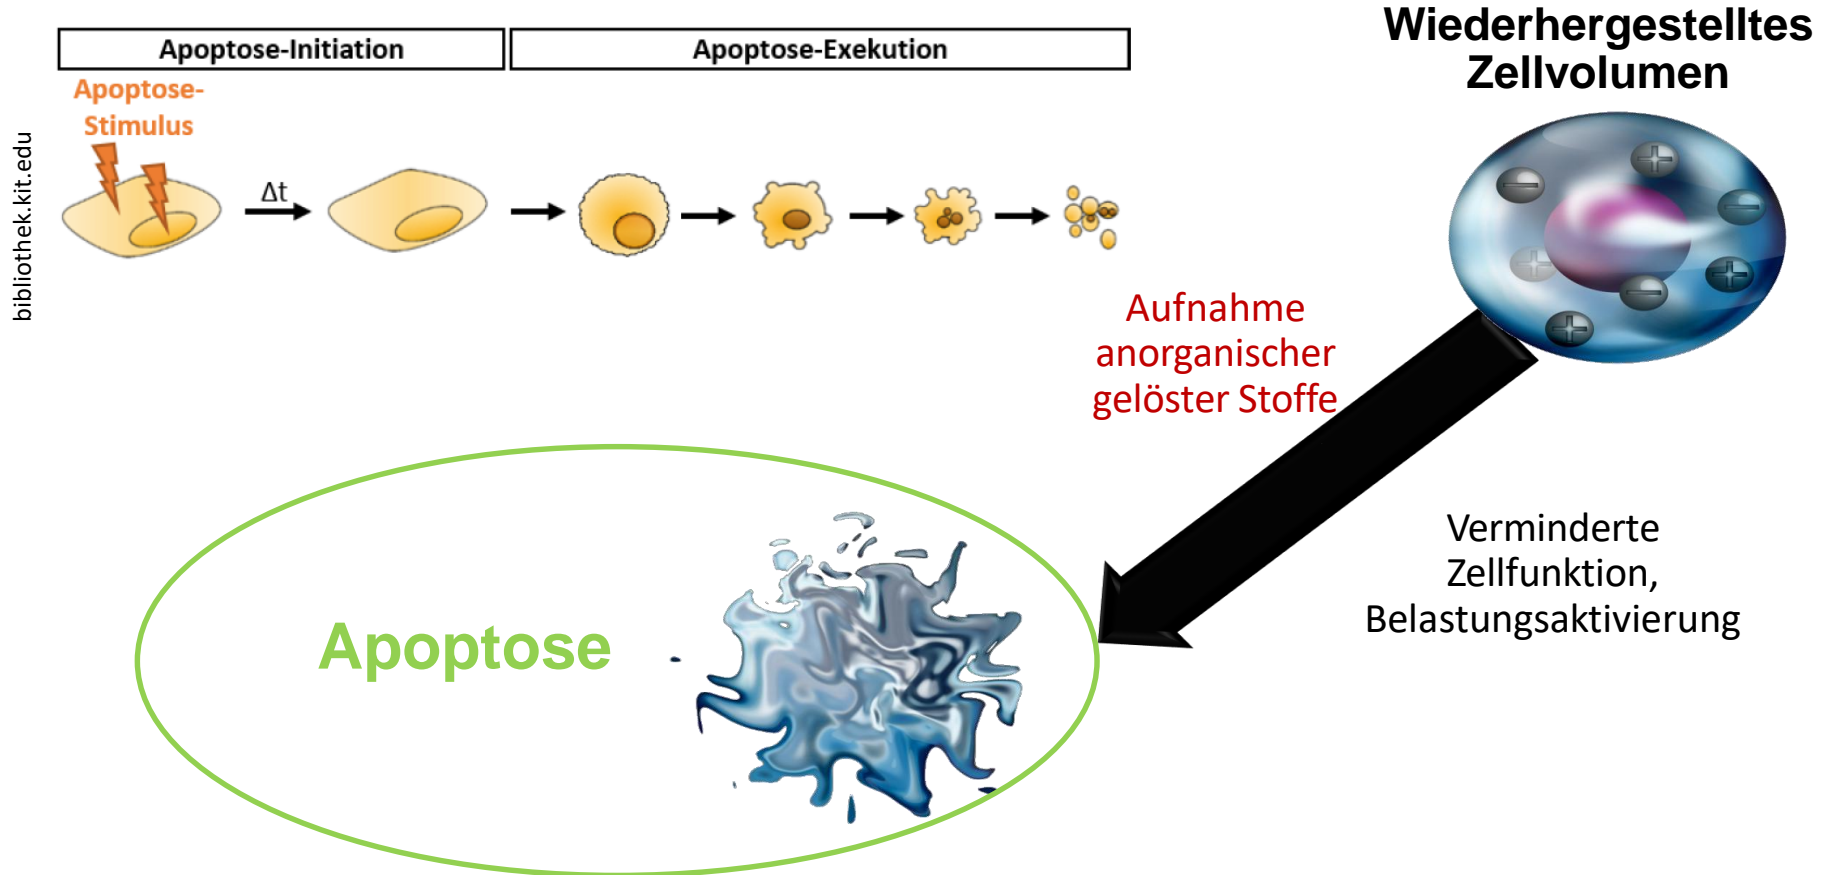 Apoptose-Initiation
Apoptose-Exekution
Apoptose-
Stimulus
Δt
bibliothek.kit.edu
Wiederhergestelltes
Zellvolumen
Aufnahme
anorganischer
gelöster Stoffe
Verminderte
Zellfunktion,
Belastungsaktivierung
Apoptose